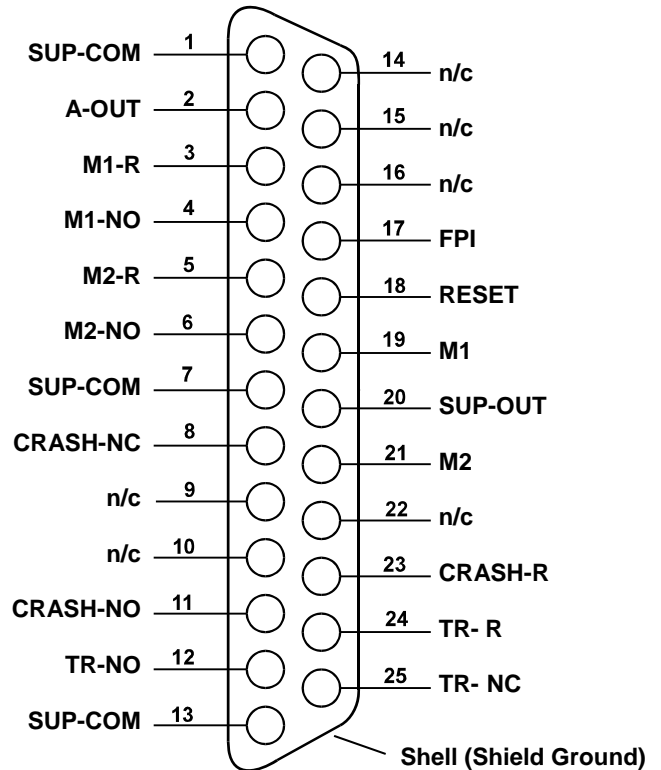 SUP-COM 1
A-OUT 2
M1-R 3
M1-NO 4
M2-R 5
M2-NO 6
SUP-COM 7
CRASH-NC 8
n/c 9
n/c 10
CRASH-NO 11
TR-NO 12
SUP-COM 13
14 n/c
15 n/c
16 n/c
17 FPI
18 RESET
19 M1
20 SUP-OUT
21 M2
22 n/c
23 CRASH-R
24 TR- R
25 TR- NC
Shell (Shield Ground)